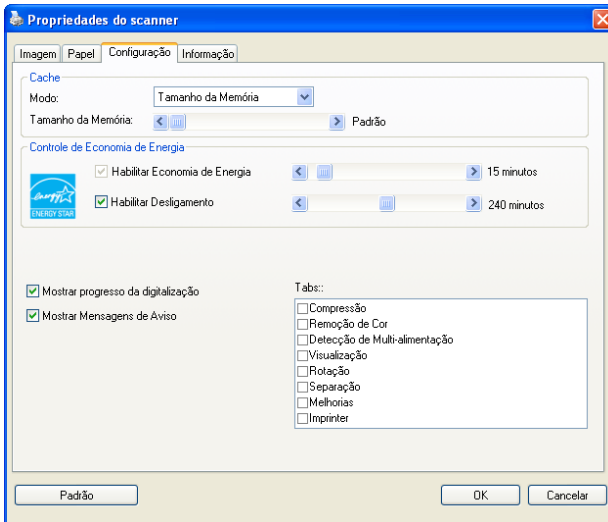 Propriedades do scanner
Imagem Papel Configuração Informação
Cache
Modo: Tamanho da Memória
Tamanho da Memória: Padrão
Controle de Economia de Energia
Habilitar Economia de Energia 15 minutos
Habilitar Desligamento 240 minutos
energy
ENERGY STAR
Mostrar progresso da digitalização
Mostrar Mensagens de Aviso
Tabs::
Compressão
Remoção de Cor
Detecção de Multi-alimentação
Visualização
Rotação
Separação
Melhorias
Imprinter
Padrão OK Cancelar